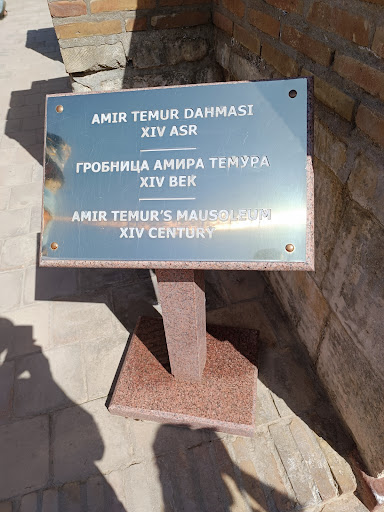 AMIR TEMUR DAHMASI
XIV ASR
ГРОБНИЦА АМИРА ТЕМУРА
XIV ВЕК
AMIR TEMUR'S MAUSOLEUM
XIV CENTURY